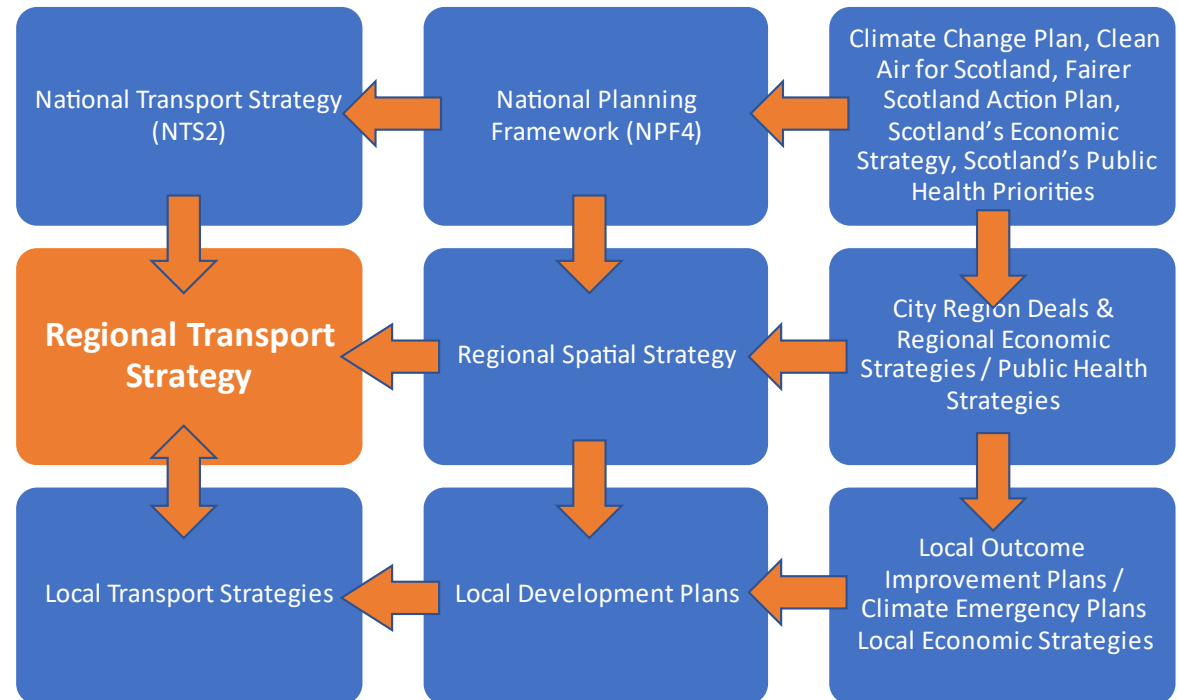 National Transport Strategy
(NTS2)
National Planning
Framework (NPF4)
Climate Change Plan, Clean
Air for Scotland, Fairer
Scotland Action Plan,
Scotland’s Economic
Strategy, Scotland’s Public
Health Priorities
Regional Transport
Strategy
Regional Spatial Strategy
City Region Deals &
Regional Economic
Strategies / Public Health
Strategies
Local Transport Strategies
Local Development Plans
Local Outcome
Improvement Plans /
Climate Emergency Plans
Local Economic Strategies